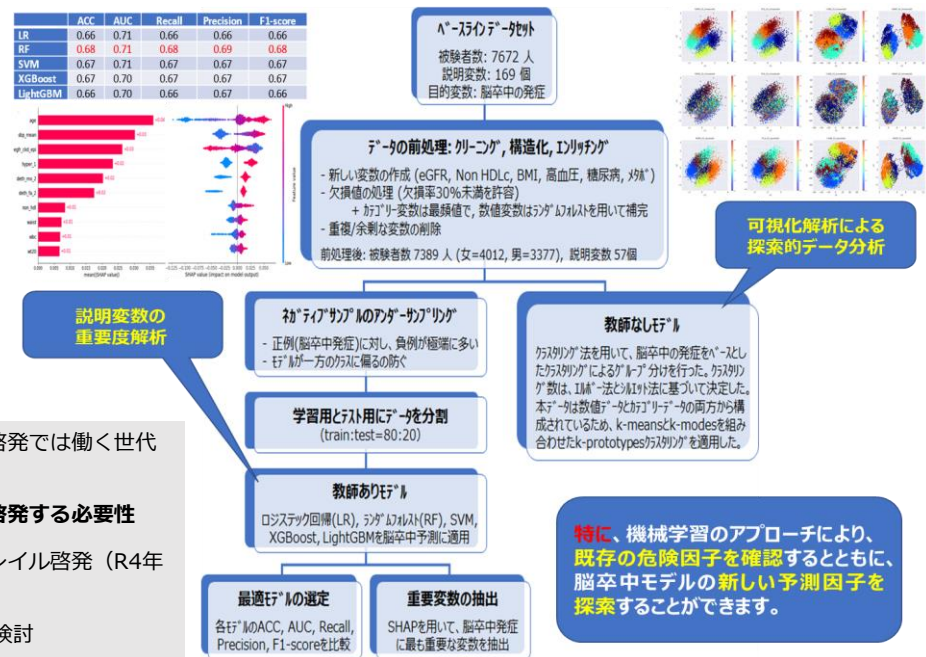 ACC AUC Recall Precision F1-score
LR 0.66 0.71 0.66 0.66 0.66
RF 0.68 0.71 0.68 0.69 0.68
SVM 0.67 0.71 0.67 0.67 0.67
XGBoost 0.67 0.70 0.67 0.67 0.67
LightGBM 0.66 0.70 0.66 0.67 0.66
age
dbp_mean
waist
wbc
High
Low
mean(|SHAP value|)
SHAP value (impact on model output)
ﾍﾞｰｽﾗｲﾝﾃﾞｰﾀｾｯﾄ
被験者数: 7672 人
説明変数: 169 個
目的変数: 脳卒中の発症
ﾃﾞｰﾀの前処理: ｸﾘｰﾆﾝｸﾞ, 構造化, ｴﾝﾘｯﾁﾝｸﾞ
- 新しい変数の作成 (eGFR, Non HDLc, BMI, 高血圧, 糖尿病, ﾒﾀﾎﾞ)
- 欠損値の処理 (欠損率30%未満を許容)
+ ｶﾃｺﾞﾘｰ変数は最頻値で, 数値変数はﾗﾝﾀﾞﾑﾌｫﾚｽﾄを用いて補完
- 重複/余剰な変数の削除
前処理後: 被験者数 7389 人 (女=4012, 男=3377), 説明変数 57個
可視化解析による
探索的データ分析
説明変数の
重要度解析
ﾈｶﾞﾃｨﾌﾞｻﾝﾌﾟﾙのｱﾝﾀﾞｰｻﾝﾌﾟﾘﾝｸﾞ
- 正例(脳卒中発症)に対し, 負例が極端に多い
- ﾓﾃﾞﾙが一方のｸﾗｽに偏るの防ぐ
教師なしﾓﾃﾞﾙ
ｸﾗｽﾀﾘﾝｸﾞ法を用いて、脳卒中の発症をﾍﾞｰｽとし
たｸﾗｽﾀﾘﾝｸﾞによるｸﾞﾙｰﾌﾟ分けを行った。ｸﾗｽﾀﾘﾝ
ｸﾞ数は、ｴﾙﾎﾞｰ法とｼﾙｴｯﾄ法に基づいて決定した。
本ﾃﾞｰﾀは数値ﾃﾞｰﾀとｶﾃｺﾞﾘｰﾃﾞｰﾀの両方から構
成されているため、k-meansとk-modesを組み
合わせたk-prototypesｸﾗｽﾀﾘﾝｸﾞを適用した。
学習用とテスト用にデータを分割
(train:test=80:20)
教師ありﾓﾃﾞﾙ
ロジステック回帰(LR), ﾗﾝﾀﾞﾑﾌｫﾚｽﾄ(RF), SVM,
XGBoost, LightGBMを脳卒中予測に適用
最適ﾓﾃﾞﾙの選定
各ﾓﾃﾞﾙのACC, AUC, Recall,
Precision, F1-scoreを比較
重要変数の抽出
SHAPを用いて、脳卒中発症
に最も重要な変数を抽出
啓発では働く世代
啓発する必要性
レイル啓発（R4年
検討
特に、機械学習のアプローチにより、
既存の危険因子を確認するとともに、
脳卒中モデルの新しい予測因子を
探索することができます。